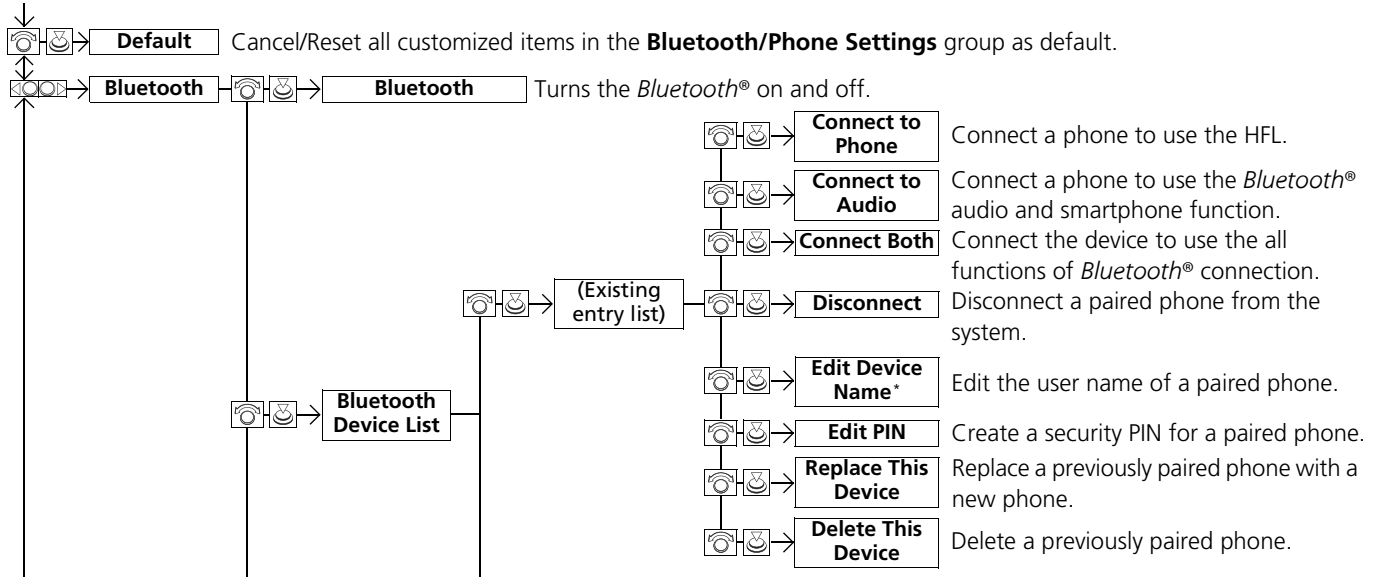 Default Cancel/Reset all customized items in the Bluetooth/Phone Settings group as default.
Bluetooth Bluetooth Turns the Bluetooth® on and off.
Connect to
Phone
Connect a phone to use the HFL.
Connect to
Audio
Connect a phone to use the Bluetooth®
audio and smartphone function.
Connect Both
Connect the device to use the all
functions of Bluetooth® connection.
(Existing
entry list)
Disconnect
Disconnect a paired phone from the
system.
Edit Device
Name*
Edit the user name of a paired phone.
Bluetooth
Device List
Edit PIN
Create a security PIN for a paired phone.
Replace This
Device
Replace a previously paired phone with a
new phone.
Delete This
Device
Delete a previously paired phone.